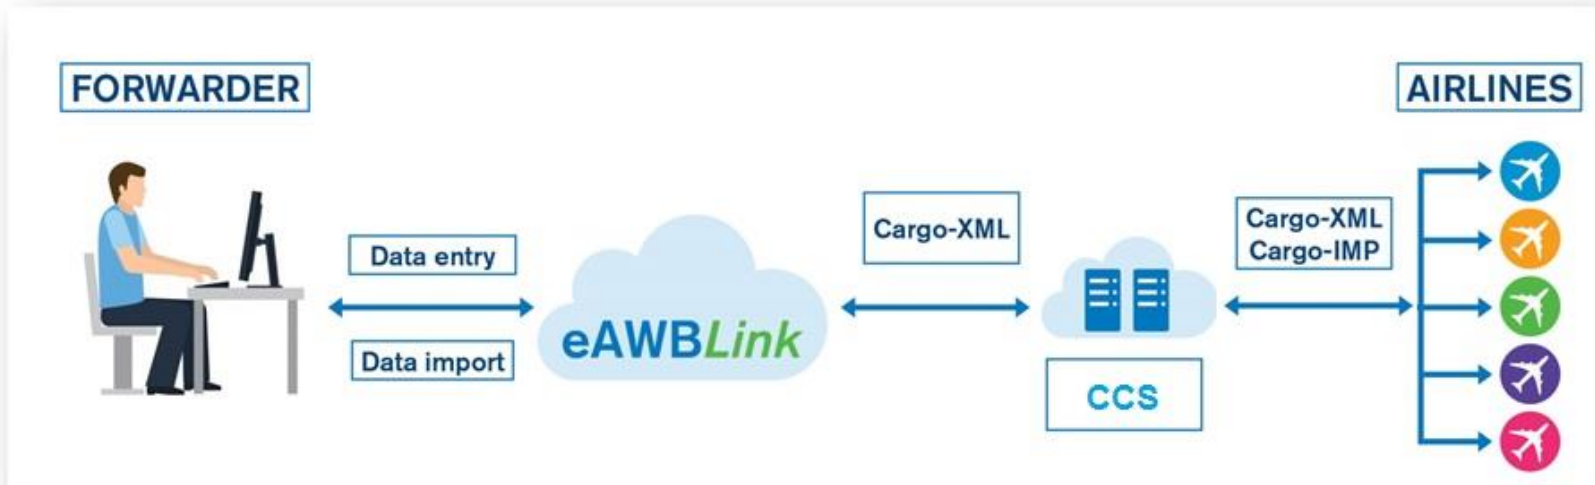 FORWARDER
AIRLINES
Data entry
Data import
eAWBLink
Cargo-XML
CCS
Cargo-XML
Cargo-IMP